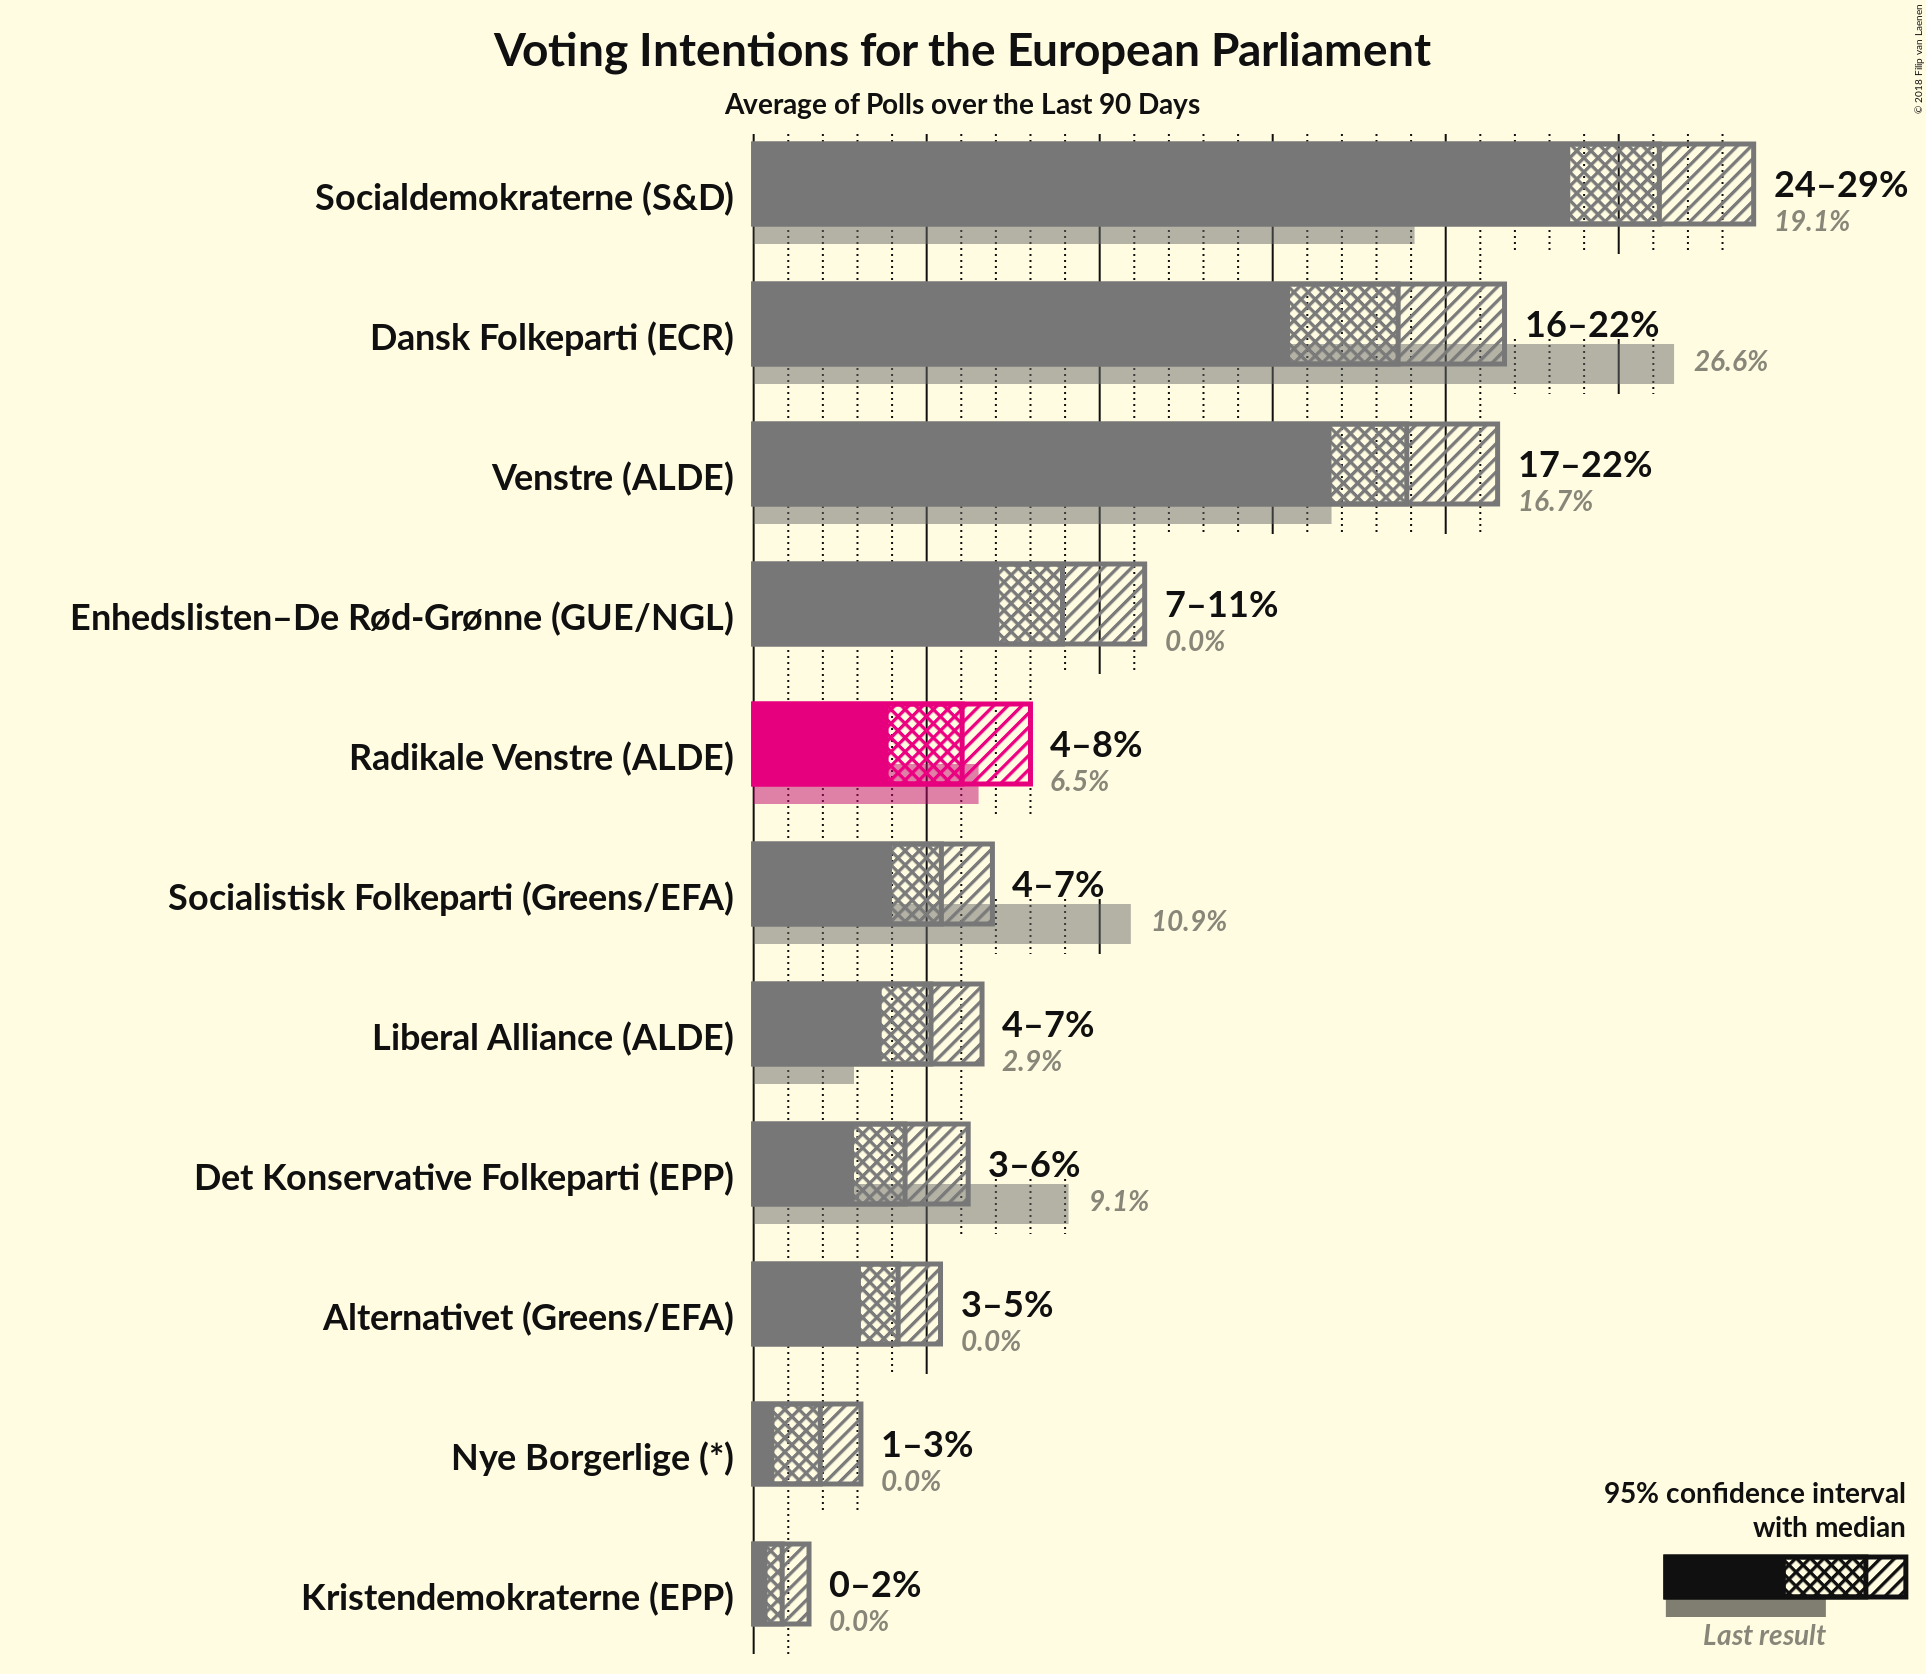 Voting Intentions for the European Parliament
Average of Polls over the Last 90 Days
© 2018 Filip van Laenen
Socialdemokraterne (S&D)
24–29%
19.1%
Dansk Folkeparti (ECR)
16–22%
26.6%
Venstre (ALDE)
17–22%
16.7%
Enhedslisten–De Rød-Grønne (GUE/NGL)
7–11%
0.0%
Radikale Venstre (ALDE)
4–8%
6.5%
Socialistisk Folkeparti (Greens/EFA)
4–7%
10.9%
Liberal Alliance (ALDE)
4–7%
2.9%
Det Konservative Folkeparti (EPP)
3–6%
9.1%
Alternativet (Greens/EFA)
3–5%
0.0%
Nye Borgerlige (*)
1–3%
0.0%
Kristendemokraterne (EPP)
0–2%
0.0%
95% confidence interval
with median
Last result